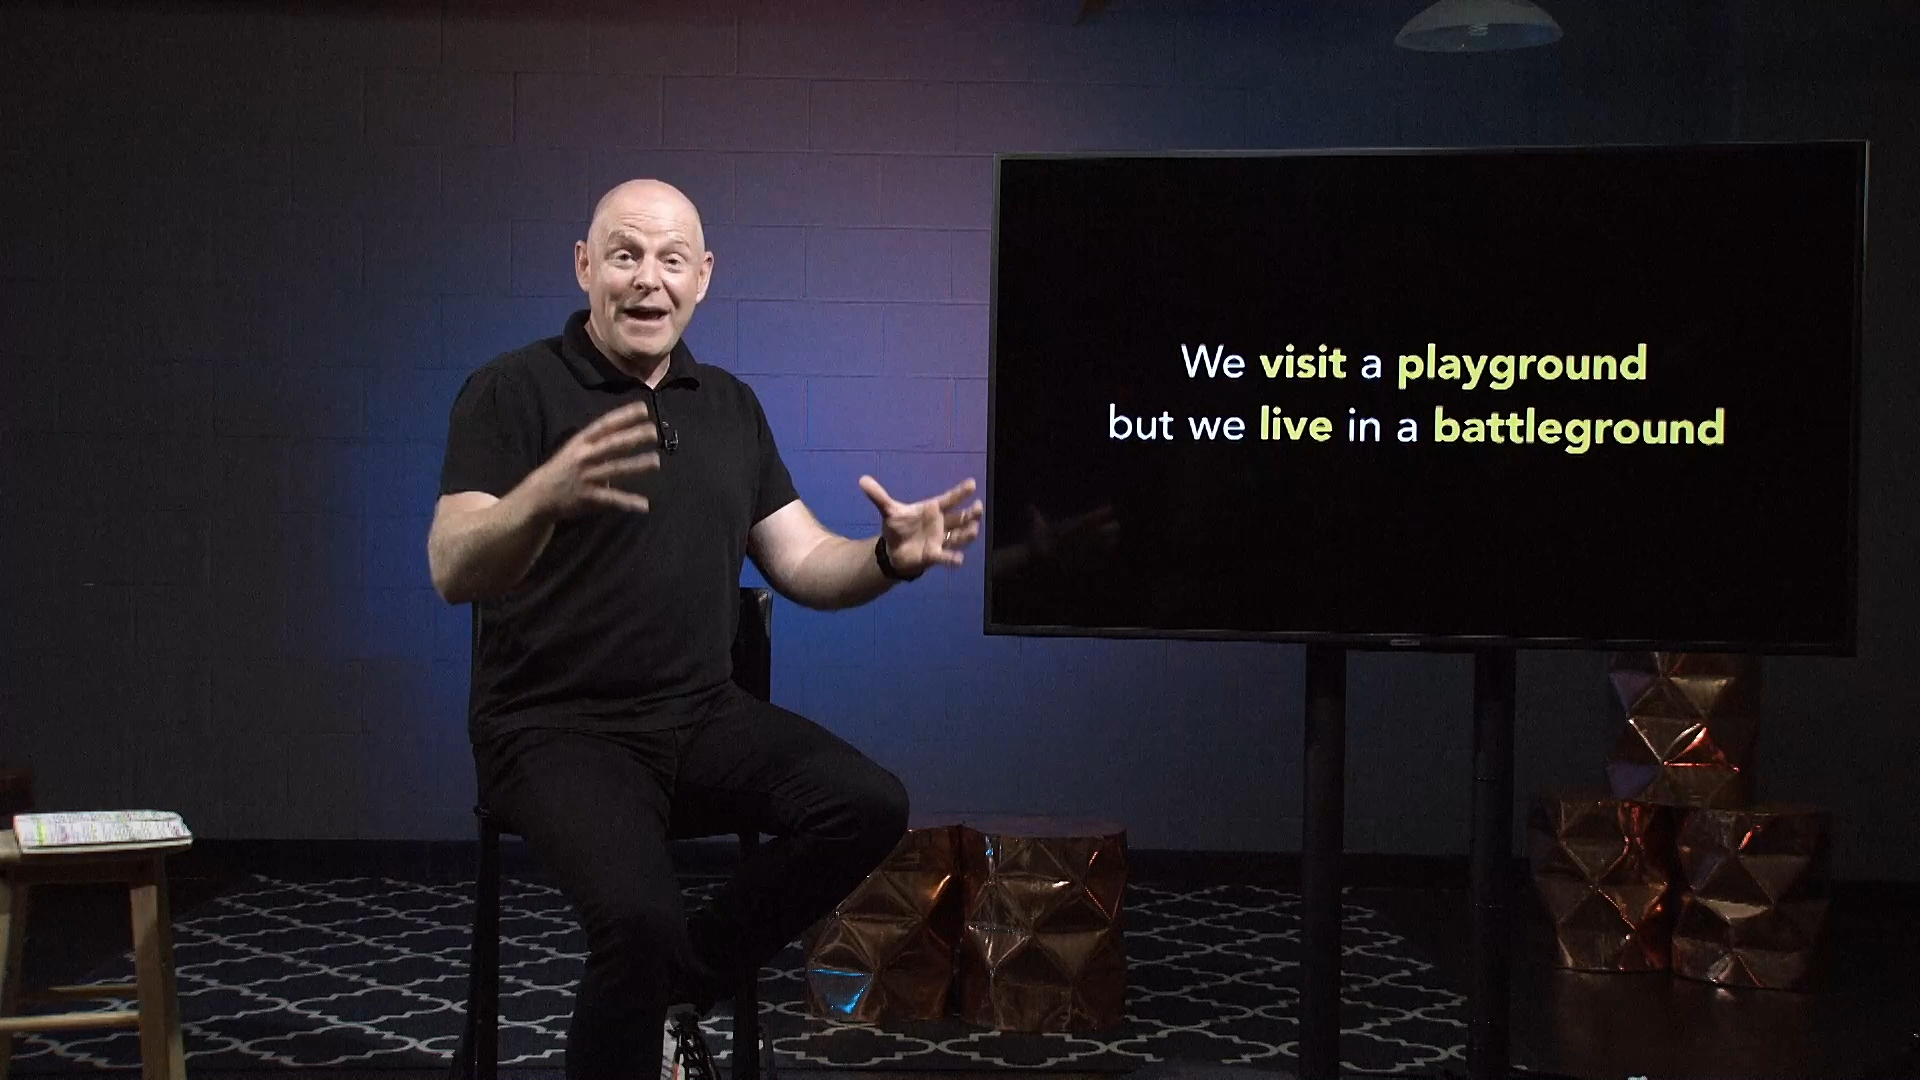 We visit a playground
but we live in a battleground